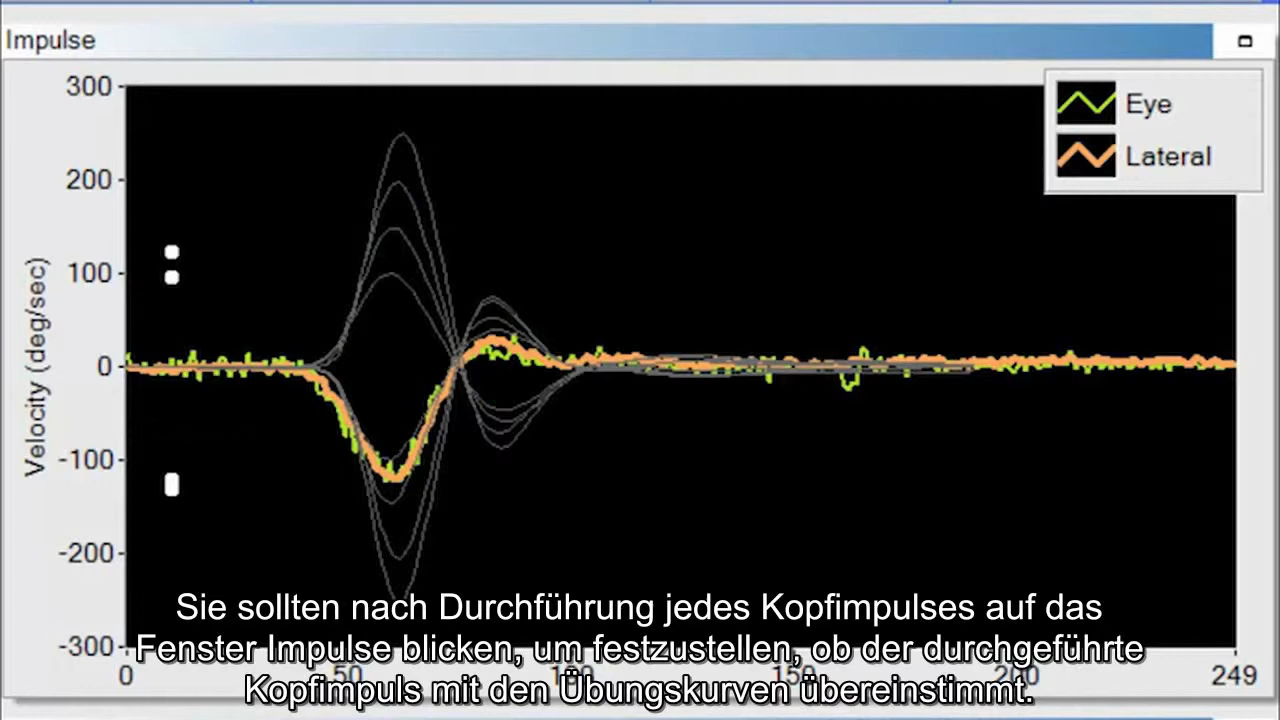 Impulse
Eye
Lateral
Velocity (deg/sec)
300
200
100
0
-100
-200
-300
0
50
100
150
200
249
Sie sollten nach Durchführung jedes Kopfimpulses auf das
Fenster Impulse blicken, um festzustellen, ob der durchgeführte
Kopfimpuls mit den Übungskurven übereinstimmt.